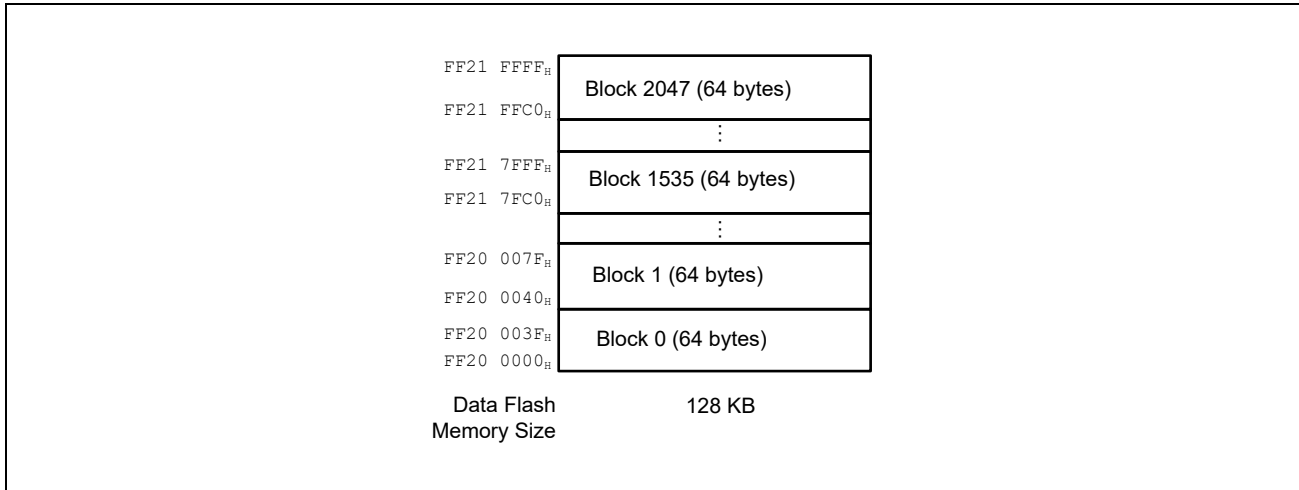 FF21 FFFFH
Block 2047 (64 bytes)
FF21 FFC0H
⋮
FF21 7FFFH
Block 1535 (64 bytes)
FF21 7FC0H
⋮
FF20 007FH
Block 1 (64 bytes)
FF20 0040H
FF20 003FH
Block 0 (64 bytes)
FF20 0000H
Data Flash 128 KB
Memory Size